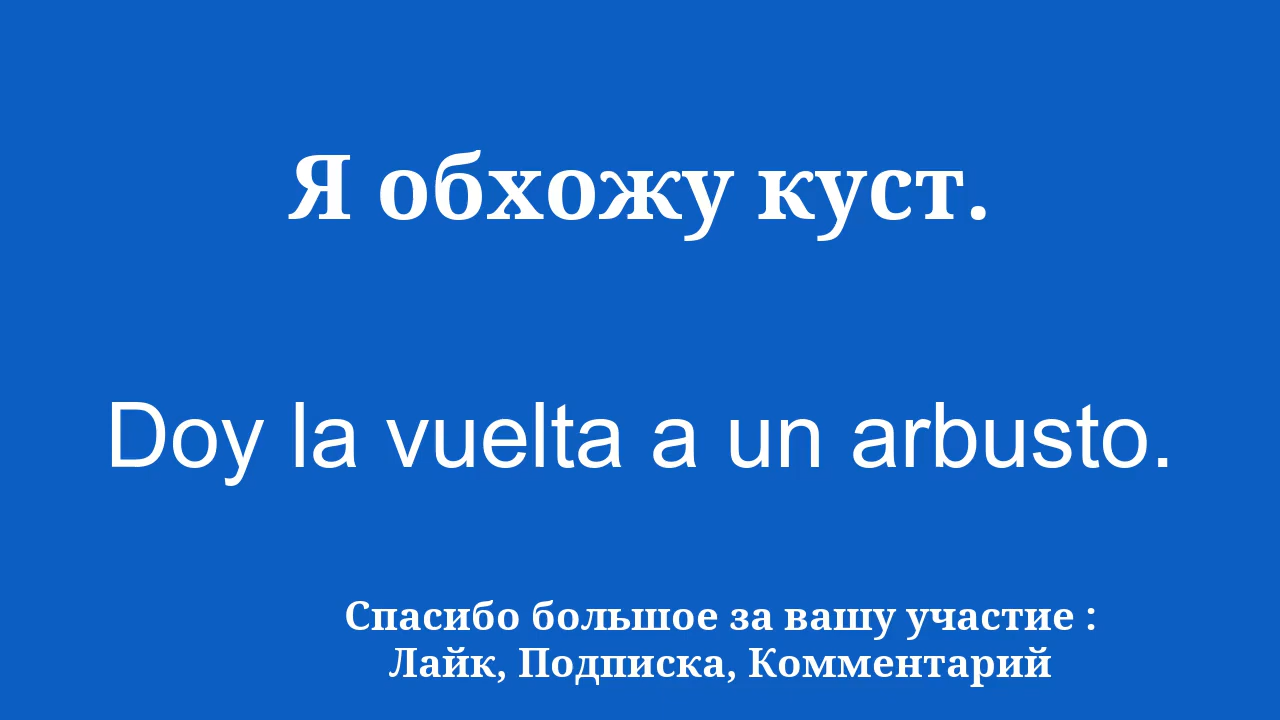 Я обхожу куст.
Doy la vuelta a un arbusto.
Спасибо большое за вашу участие :
Лайк, Подписка, Комментарий